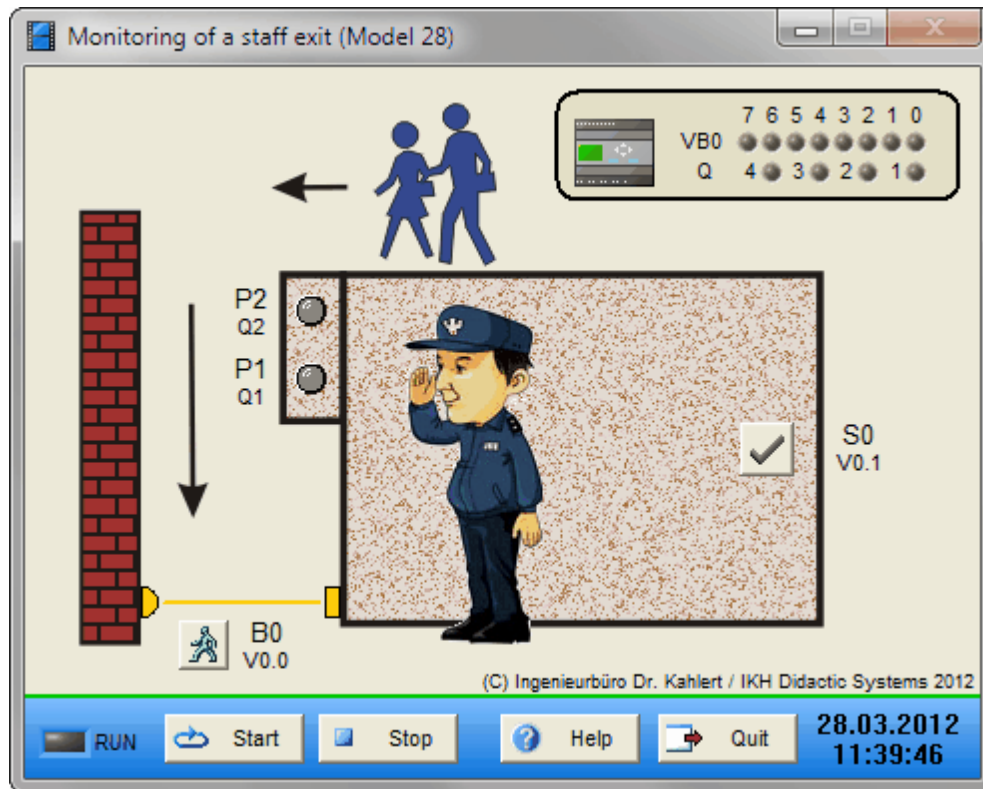 Monitoring of a staff exit (Model 28)
7 6 5 4 3 2 1 0
VB0
Q 4 3 2 1
P2
Q2
P1
Q1
S0
V0.1
B0
V0.0
(C) Ingenieurbüro Dr. Kahlert / IKH Didactic Systems 2012
RUN
Start
Stop
Help
Quit
28.03.2012
11:39:46